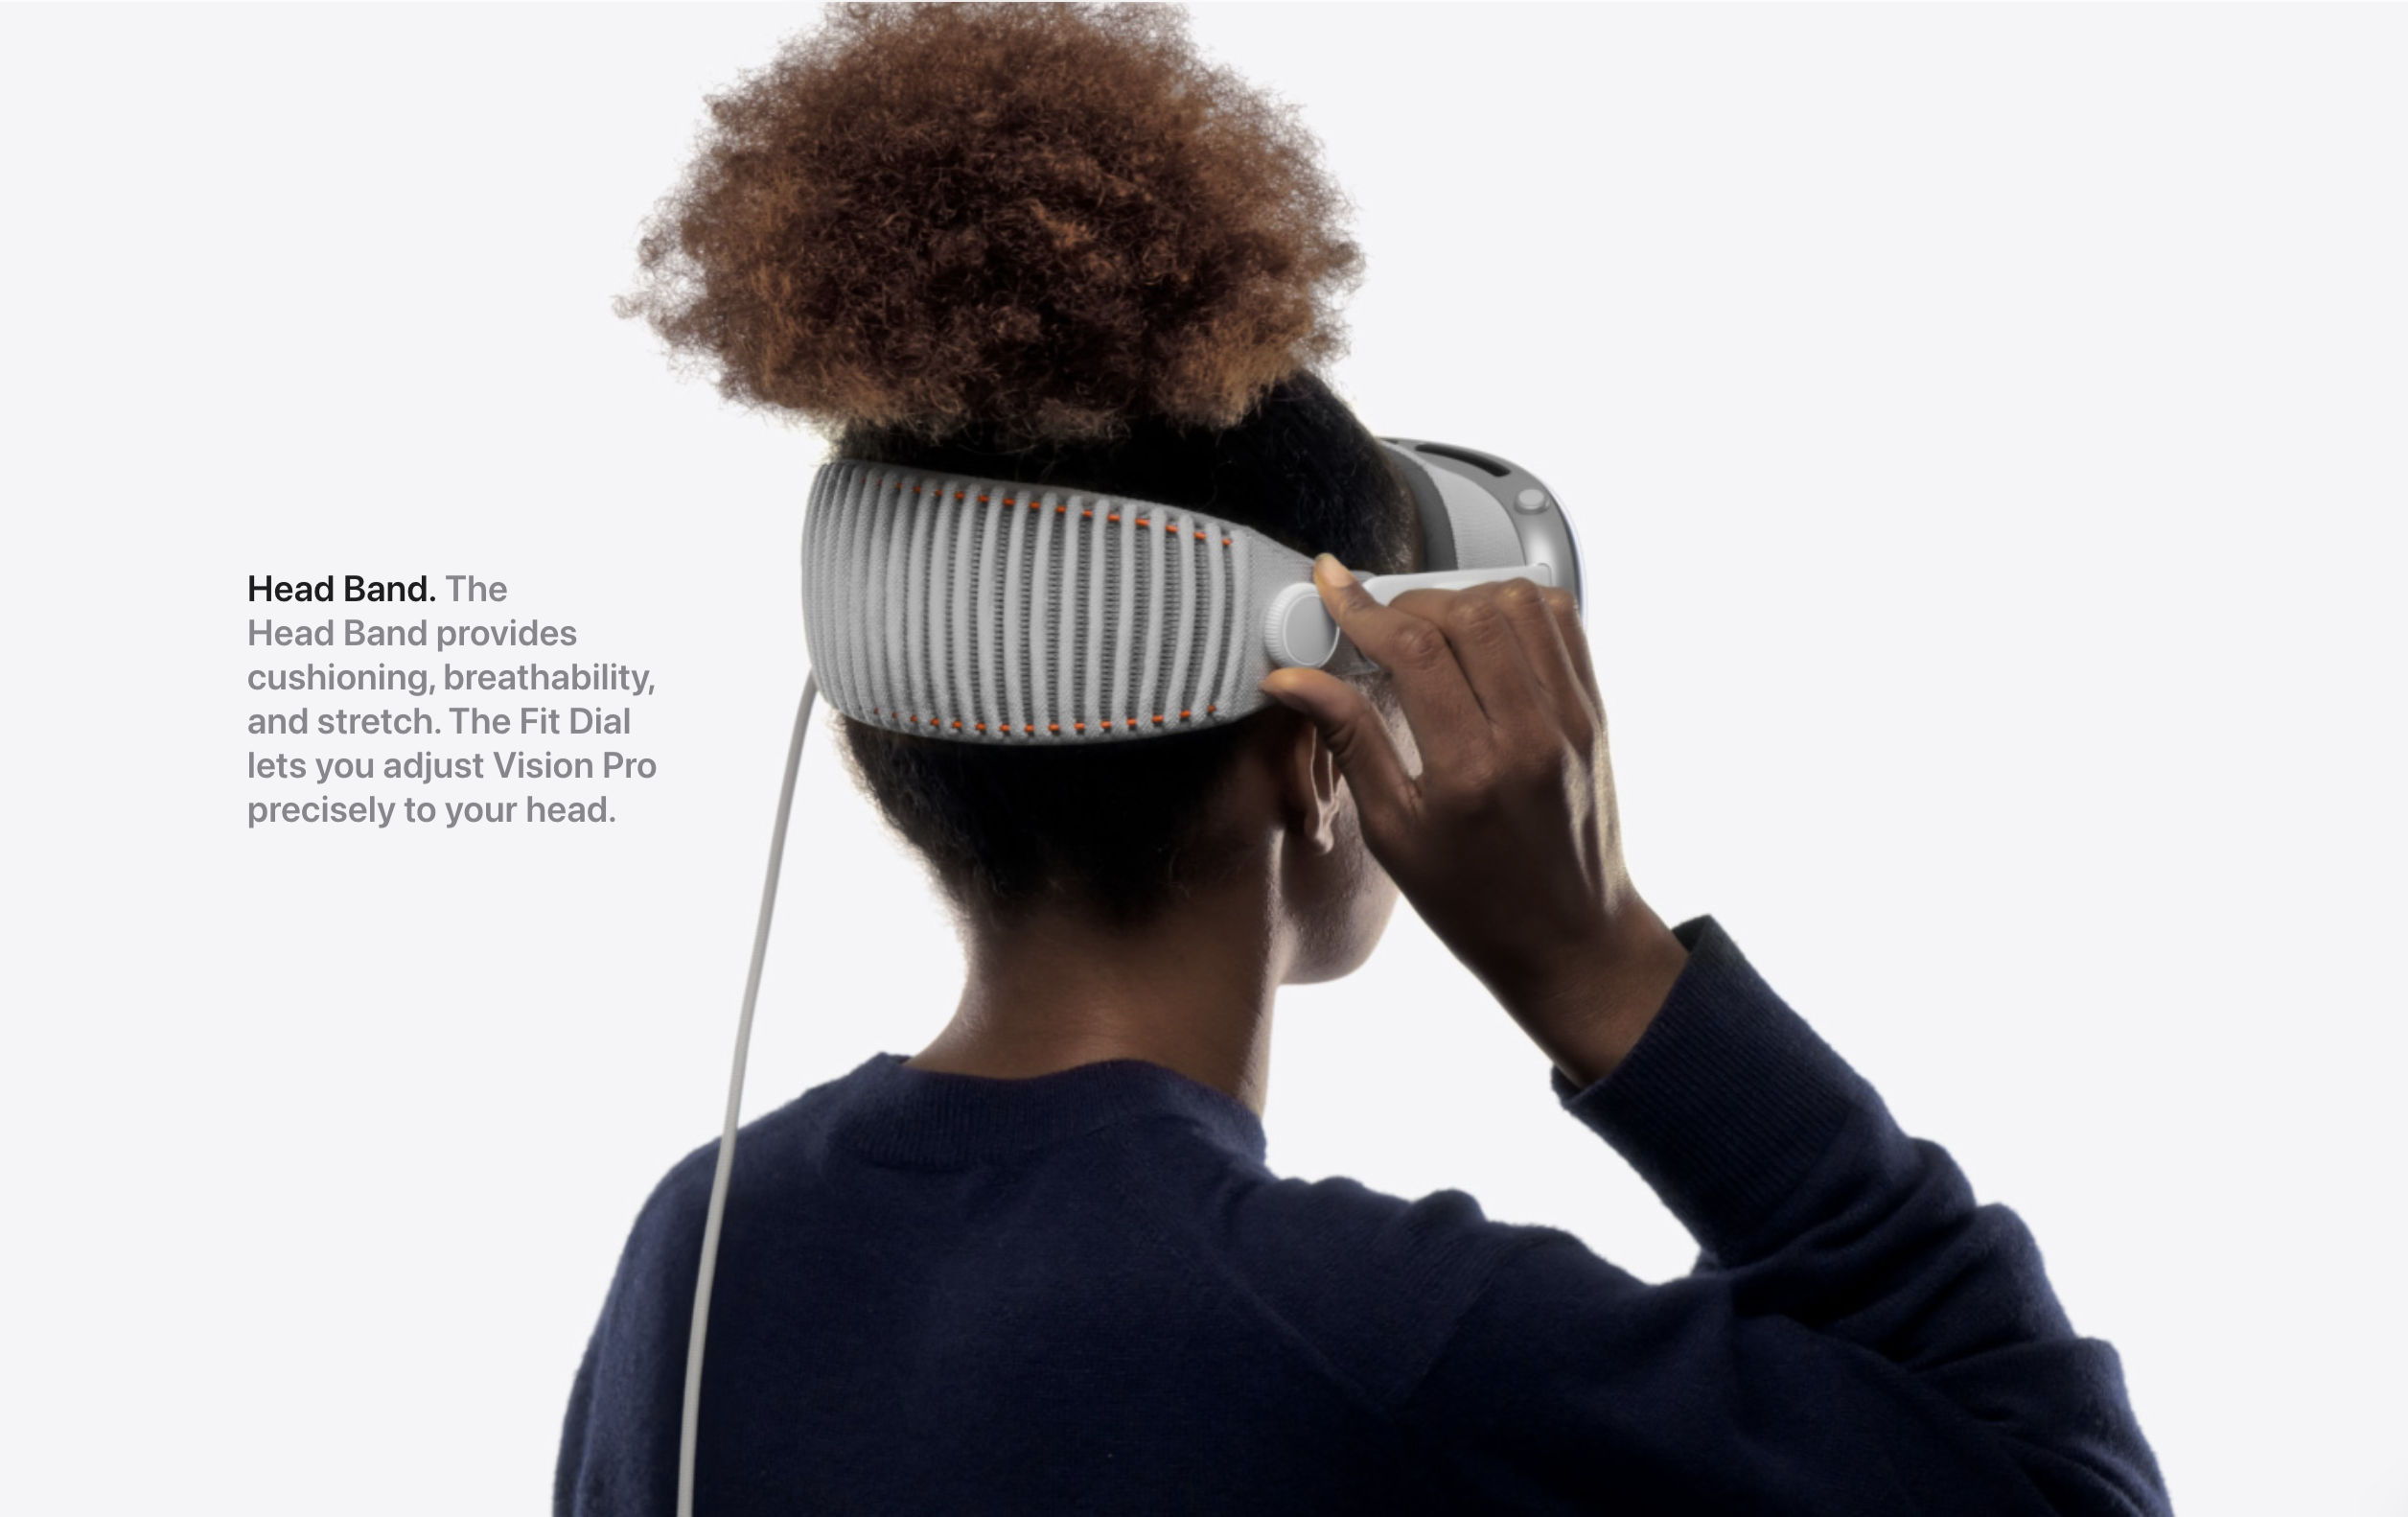 Head Band. The
Head Band provides
cushioning, breathability,
and stretch. The Fit Dial
lets you adjust Vision Pro
precisely to your head.